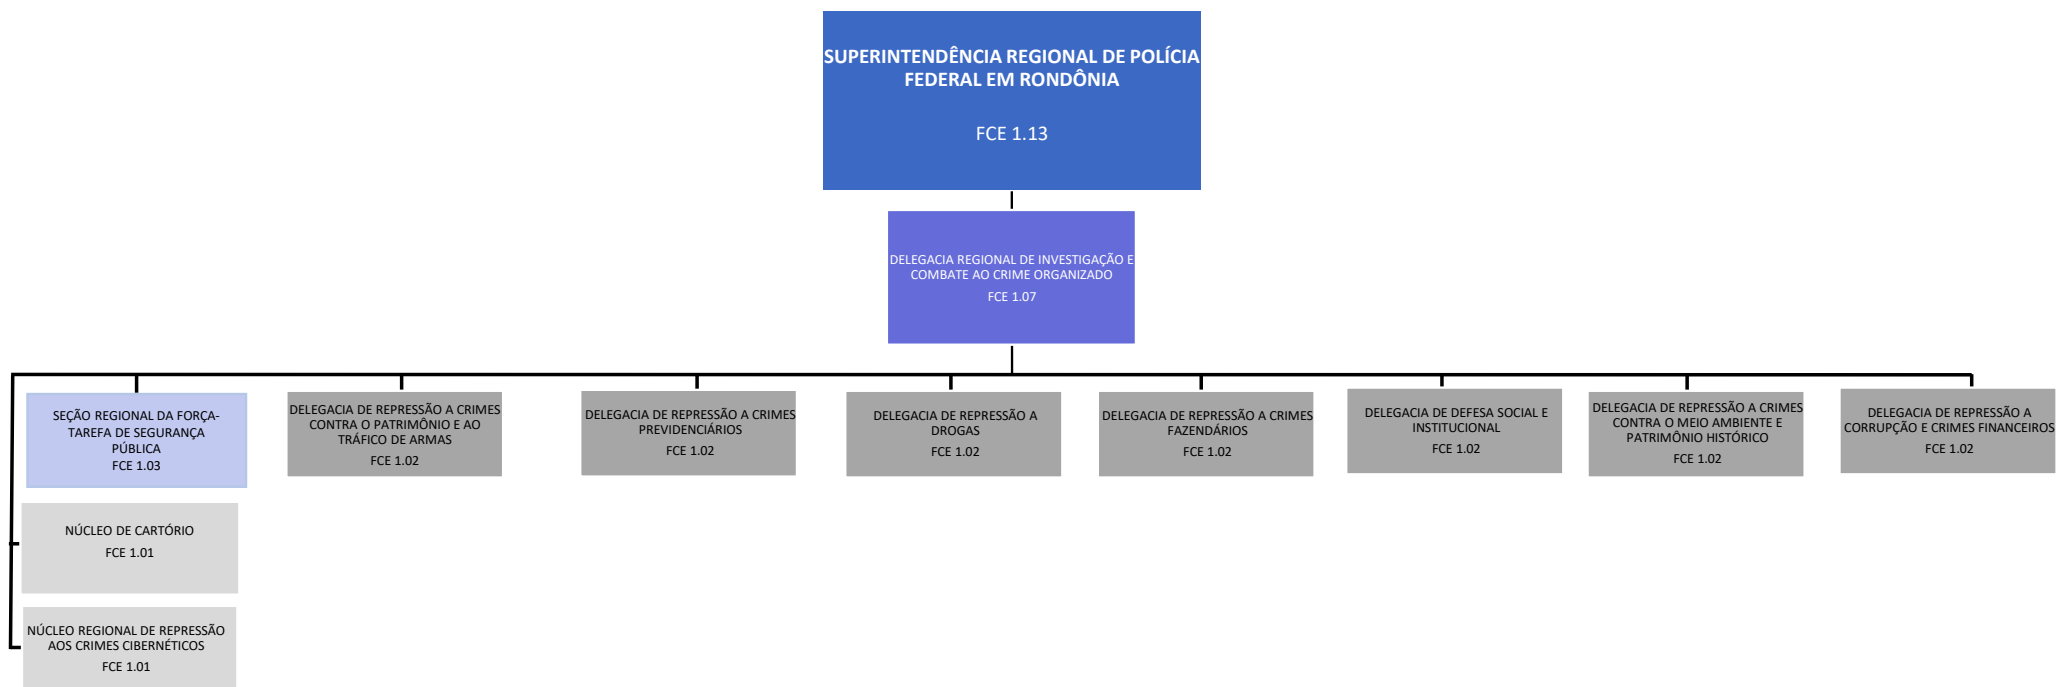 SUPERINTENDÊNCIA REGIONAL DE POLÍCIA
FEDERAL EM RONDÔNIA
FCE 1.13
DELEGACIA REGIONAL DE INVESTIGAÇÃO E
COMBATE AO CRIME ORGANIZADO
FCE 1.07
SEÇÃO REGIONAL DA FORÇA-
TAREFA DE SEGURANÇA
PÚBLICA
FCE 1.03
DELEGACIA DE REPRESSÃO A CRIMES
CONTRA O PATRIMÔNIO E AO
TRÁFICO DE ARMAS
FCE 1.02
DELEGACIA DE REPRESSÃO A CRIMES
PREVIDENCIÁRIOS
FCE 1.02
DELEGACIA DE REPRESSÃO A
DROGAS
FCE 1.02
DELEGACIA DE REPRESSÃO A CRIMES
FAZENDÁRIOS
FCE 1.02
DELEGACIA DE DEFESA SOCIAL E
INSTITUCIONAL
FCE 1.02
DELEGACIA DE REPRESSÃO A CRIMES
CONTRA O MEIO AMBIENTE E
PATRIMÔNIO HISTÓRICO
FCE 1.02
DELEGACIA DE REPRESSÃO A
CORRUPÇÃO E CRIMES FINANCEIROS
FCE 1.02
NÚCLEO DE CARTÓRIO
FCE 1.01
NÚCLEO REGIONAL DE REPRESSÃO
AOS CRIMES CIBERNÉTICOS
FCE 1.01